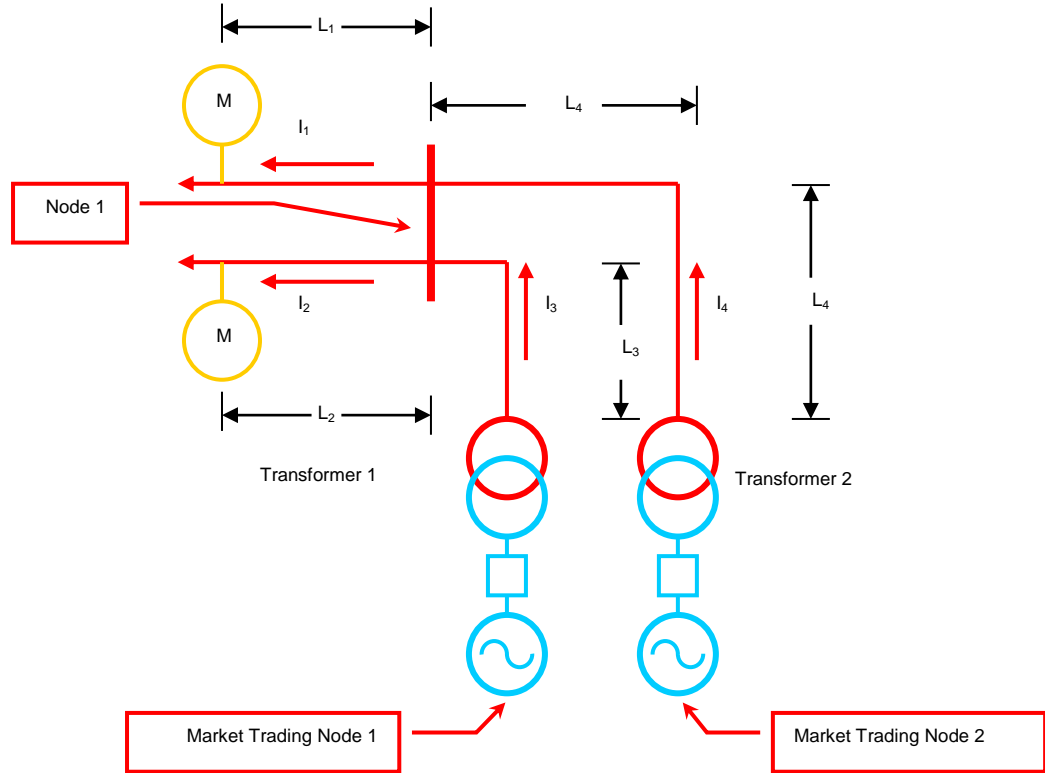 L₁
M
L₄
I₁
Node 1
L₄
I₂
I₃
I₄
M
L₃
L₂
Transformer 1
Transformer 2
Market Trading Node 1
Market Trading Node 2